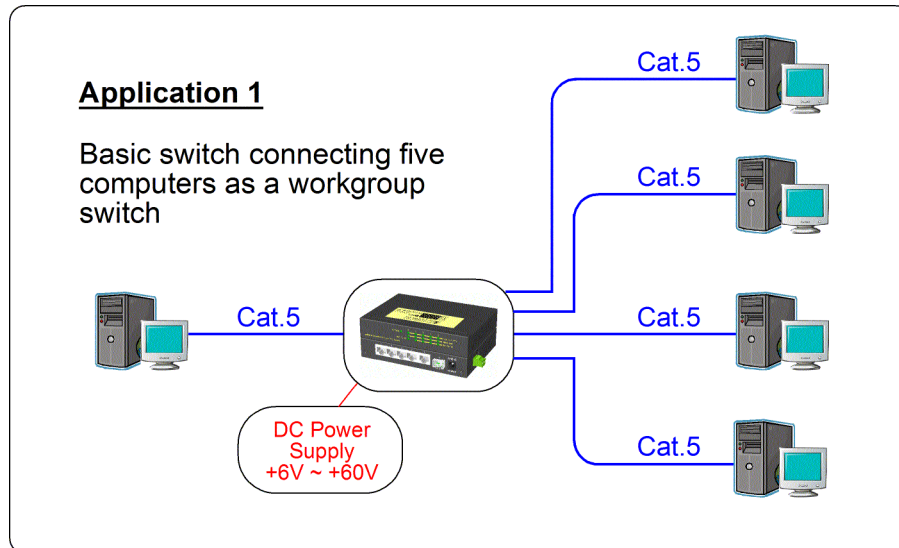 Application 1
Basic switch connecting five
computers as a workgroup
switch
Cat.5
Cat.5
Cat.5
Cat.5
Cat.5
DC Power
Supply
+6V ~ +60V